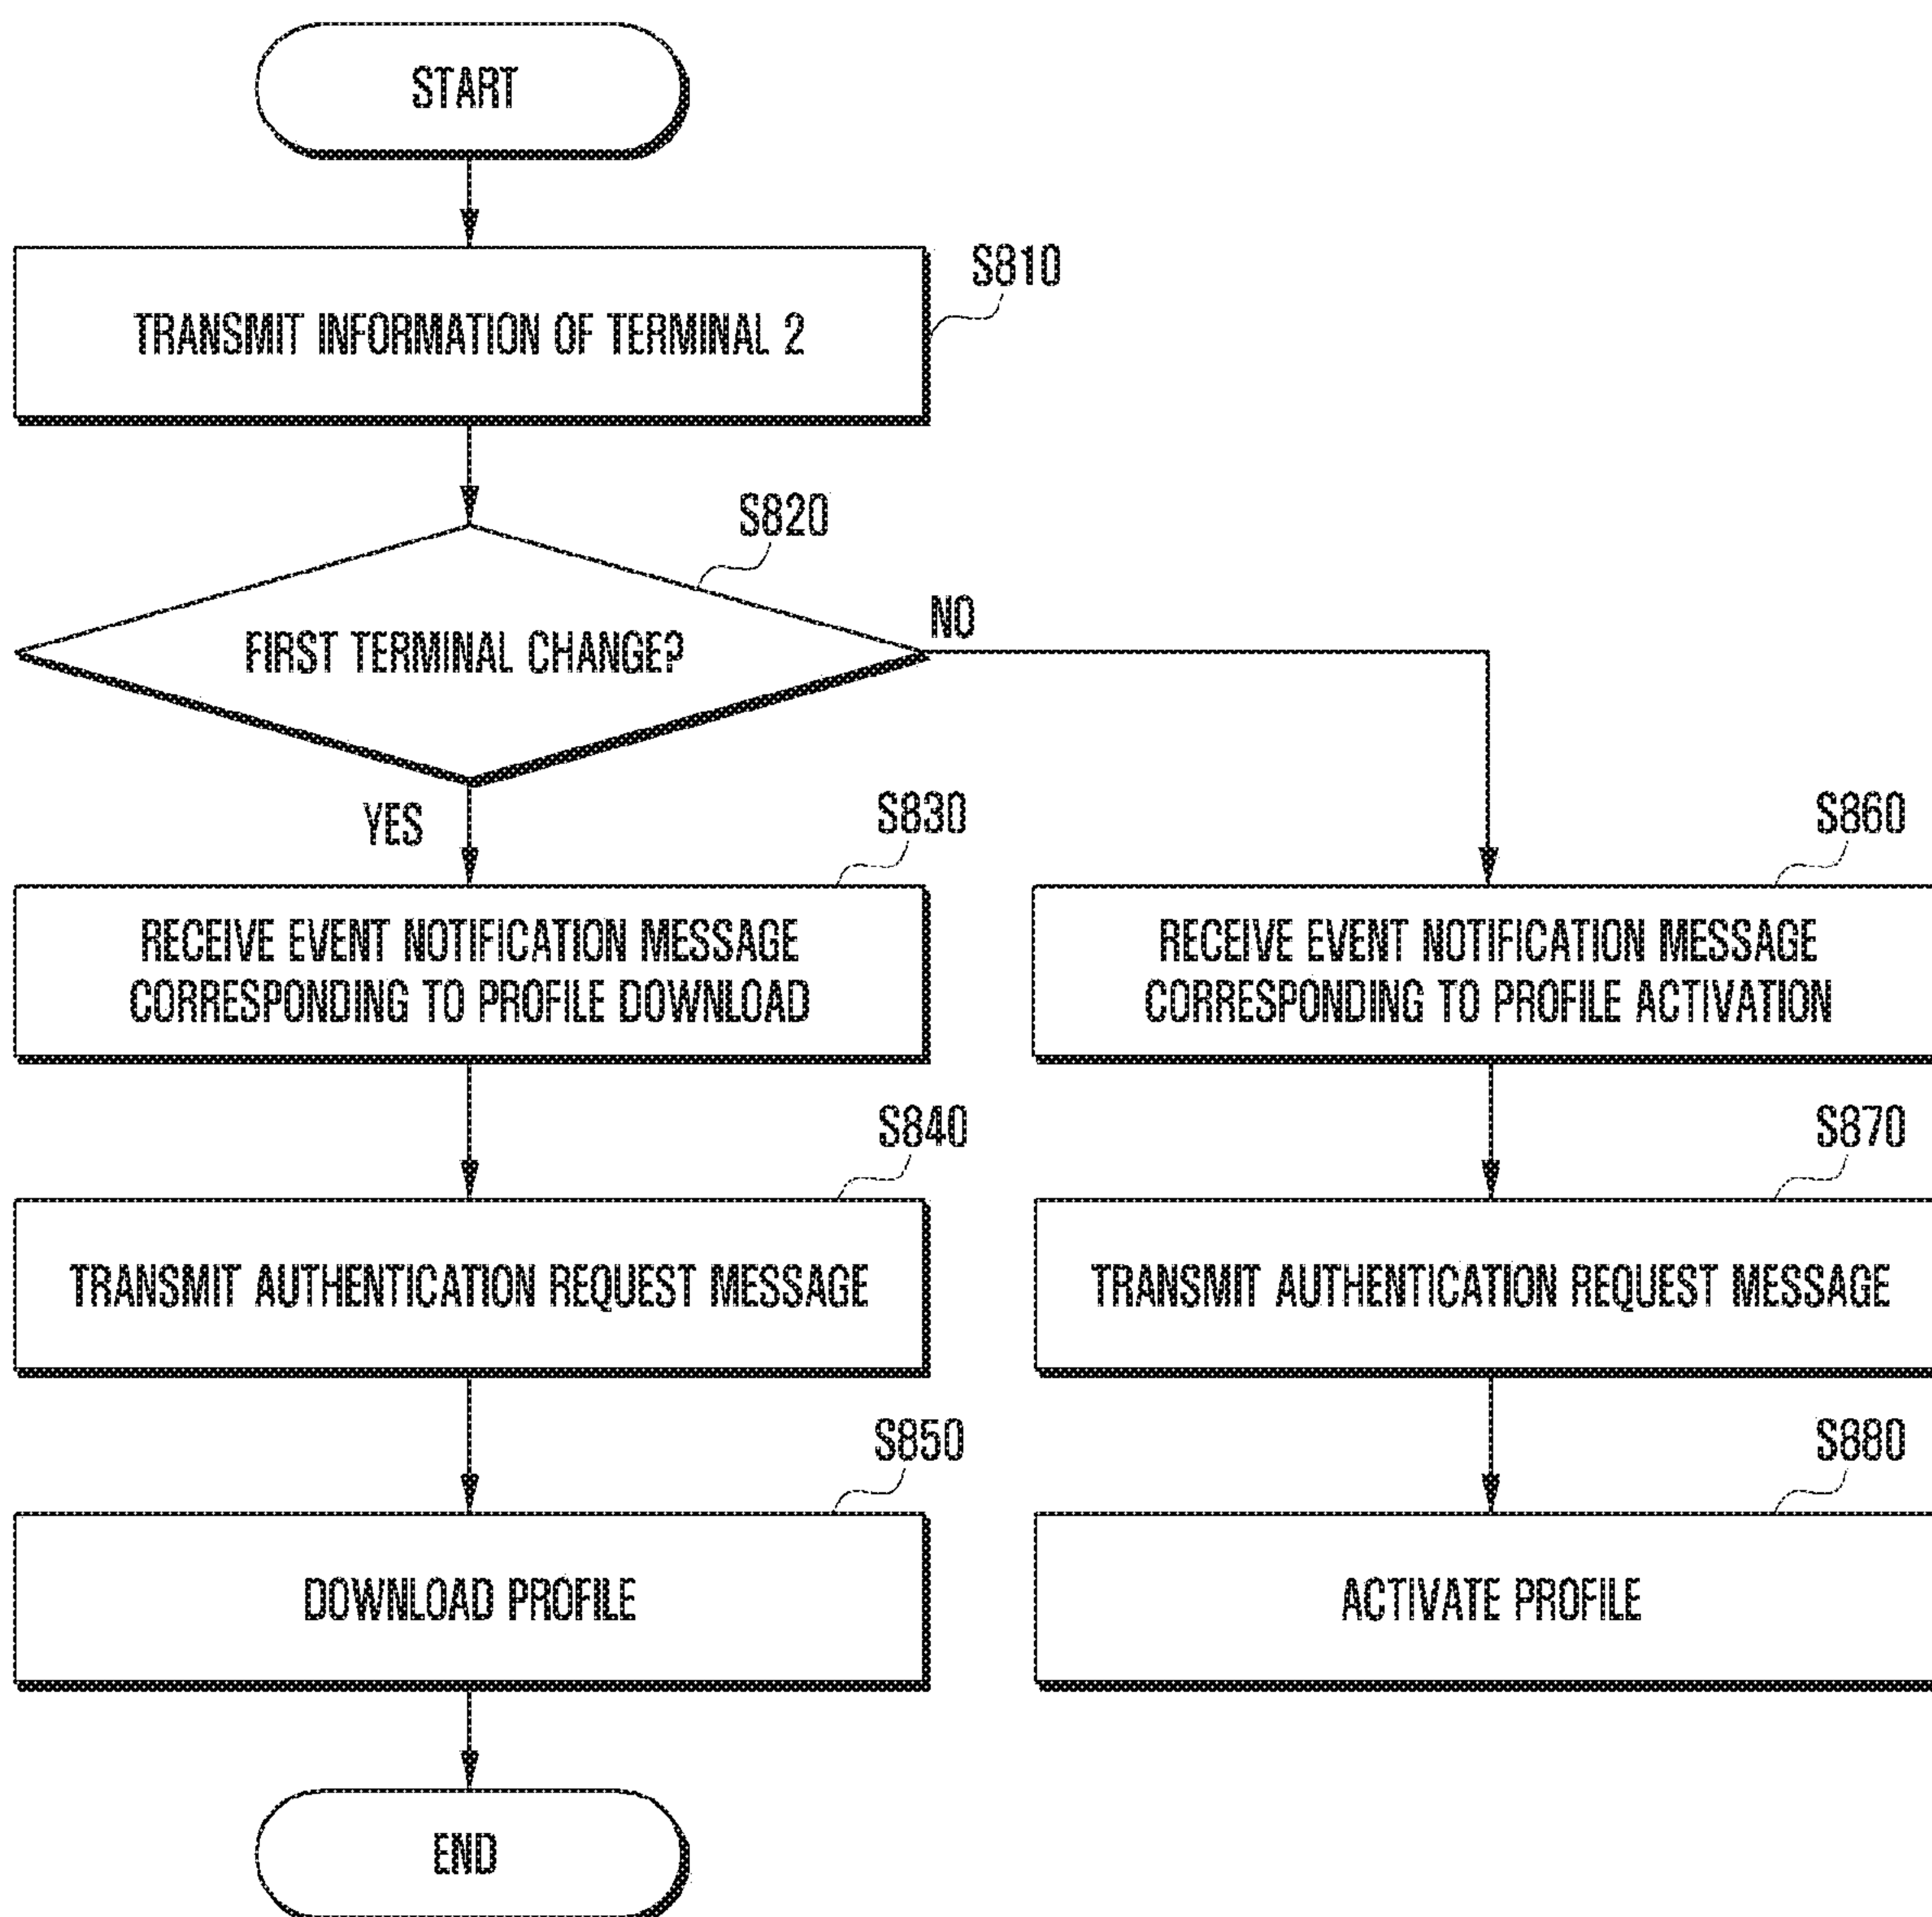 START
TRANSMIT INFORMATION OF TERMINAL 2
S810
FIRST TERMINAL CHANGE?
S820
NO
YES
S830
RECEIVE EVENT NOTIFICATION MESSAGE
CORRESPONDING TO PROFILE DOWNLOAD
S840
TRANSMIT AUTHENTICATION REQUEST MESSAGE
S850
DOWNLOAD PROFILE
END
S860
RECEIVE EVENT NOTIFICATION MESSAGE
CORRESPONDING TO PROFILE ACTIVATION
S870
TRANSMIT AUTHENTICATION REQUEST MESSAGE
S880
ACTIVATE PROFILE